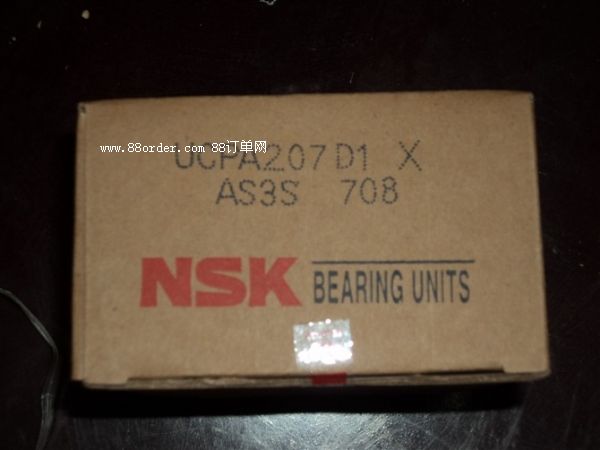 UCPA207D1 X
www.88order.com 88订单网
AS3S 708
NSK BEARING UNITS